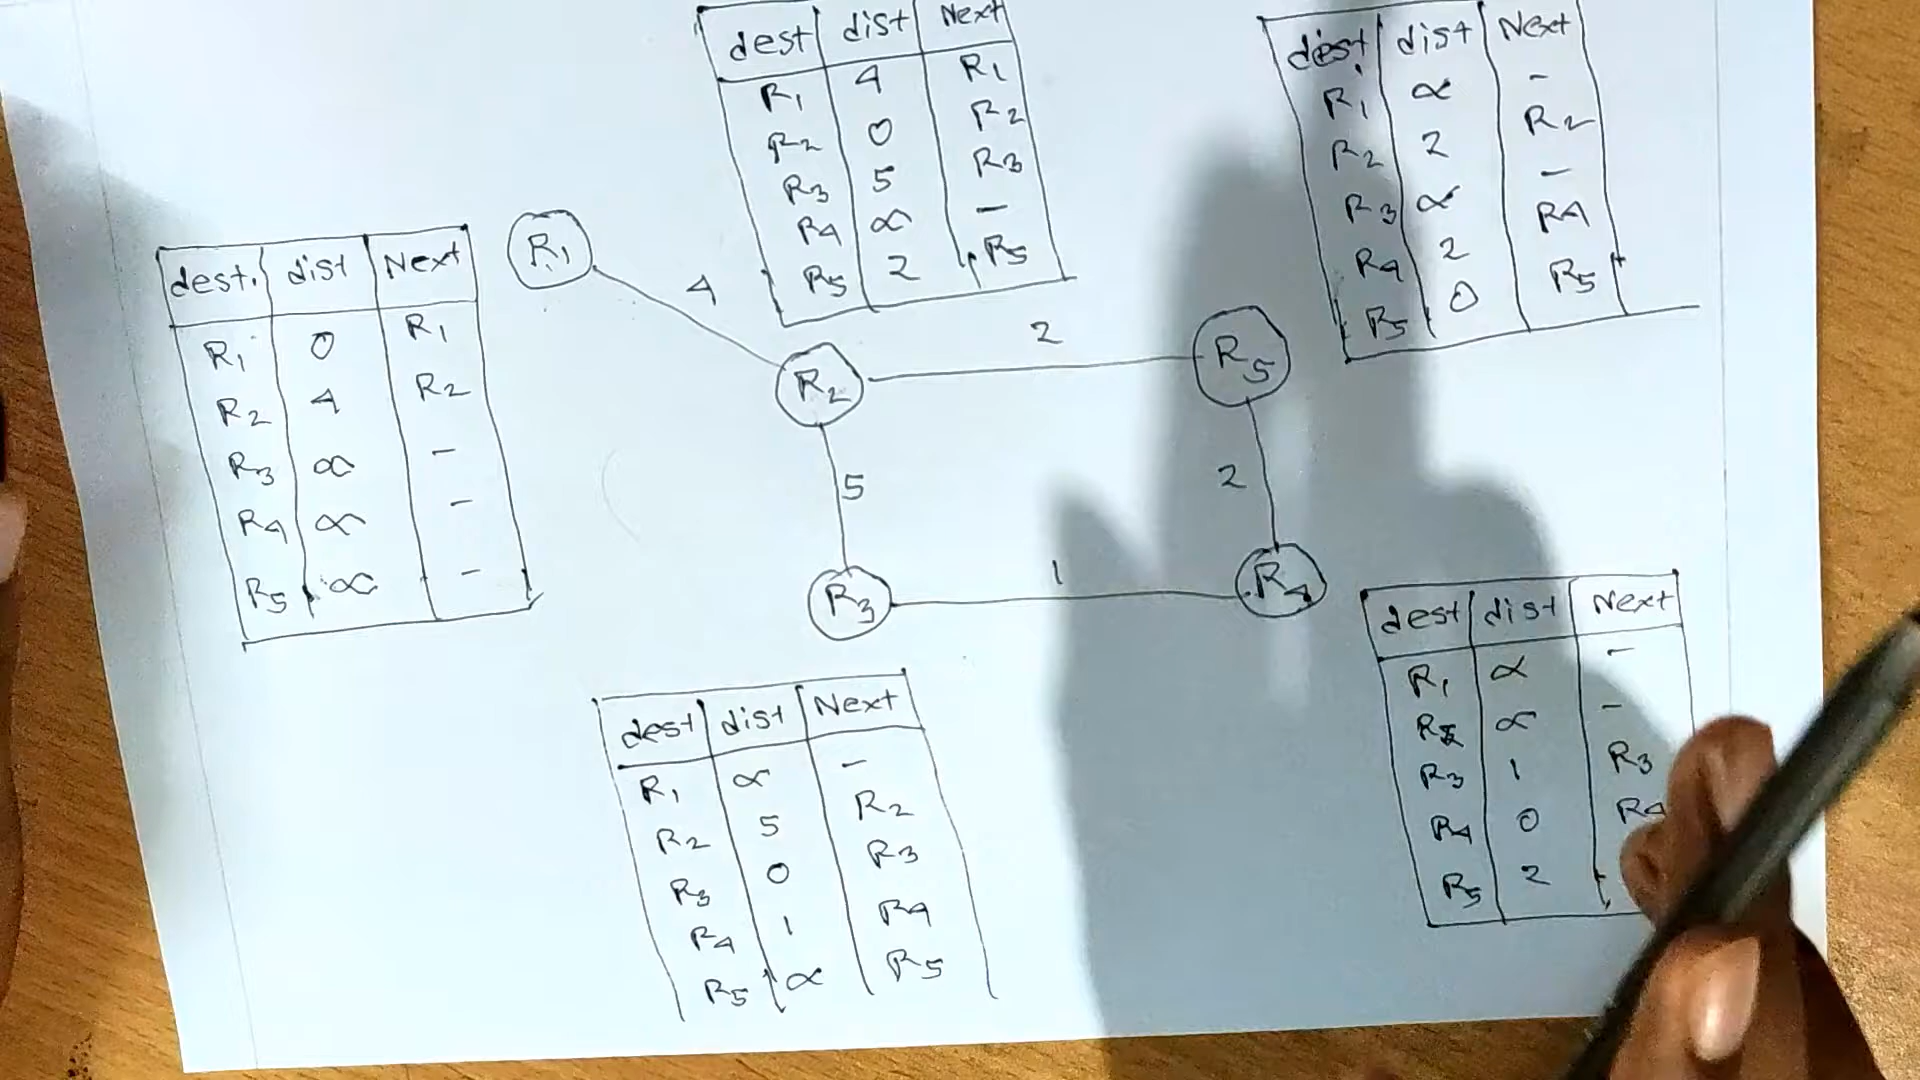 dest dist Next
R1 4 R1
R2 0 R2
R3 5 R3
R4 ∞ -
R5 2 R5
dest dist Next
R1 ∞ -
R2 2 R2
R3 ∞ -
R4 2 R4
R5 0 R5
dest. dist Next
R1 0 R1
R2 4 R2
R3 ∞ -
R4 ∞ -
R5 ∞ -
R1
4
R2
2
R5
5
2
R3
1
R4
dest dist Next
R1 ∞ -
R2 5 R2
R3 0 R3
R4 1 R4
R5 ∞ R5
dest dist Next
R1 ∞ -
R2 ∞ -
R3 1 R3
R4 0 R4
R5 2